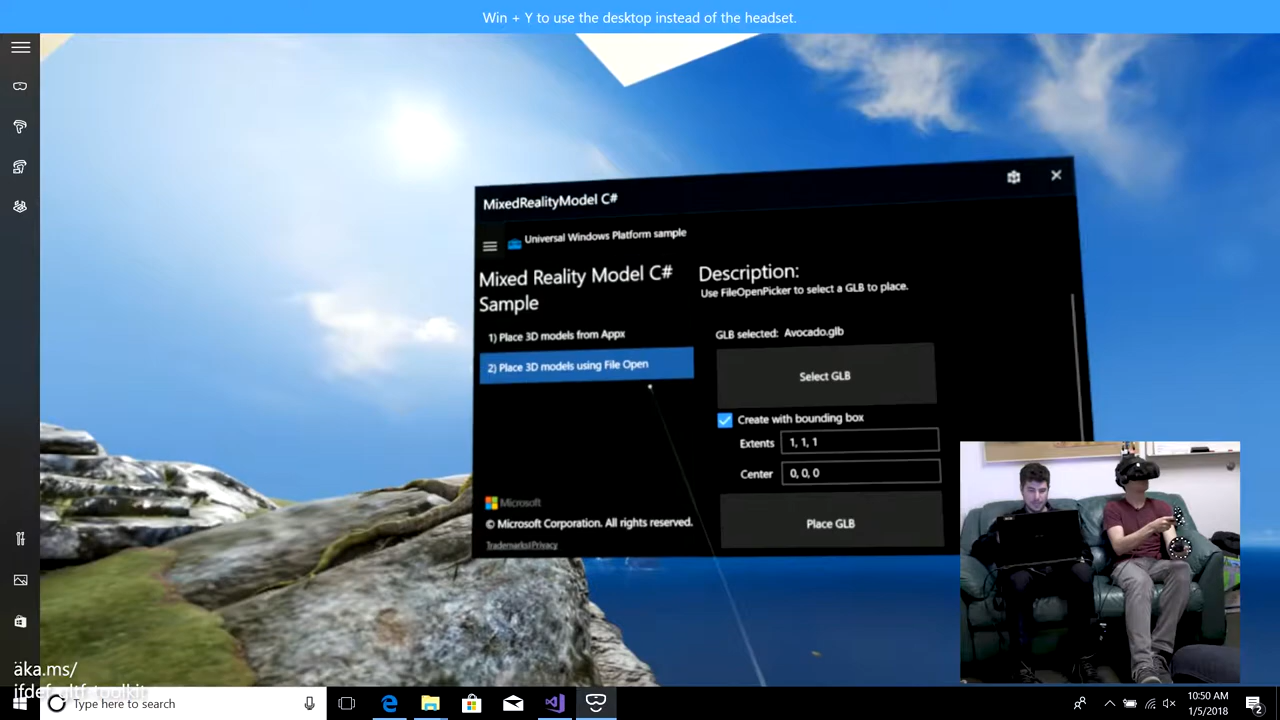 Win + Y to use the desktop instead of the headset.
MixedRealityModel C#
Universal Windows Platform sample
Mixed Reality Model C#
Sample
1) Place 3D models from Appx
2) Place 3D models using File Open
Microsoft
© Microsoft Corporation. All rights reserved.
Trademarks | Privacy
Description:
Use FileOpenPicker to select a GLB to place.
GLB selected: Avocado.glb
Select GLB
Create with bounding box
Extents 1, 1, 1
Center 0, 0, 0
Place GLB
aka.ms/
ifdef-gltf-toolkit
Type here to search
10:50 AM
1/5/2018
2